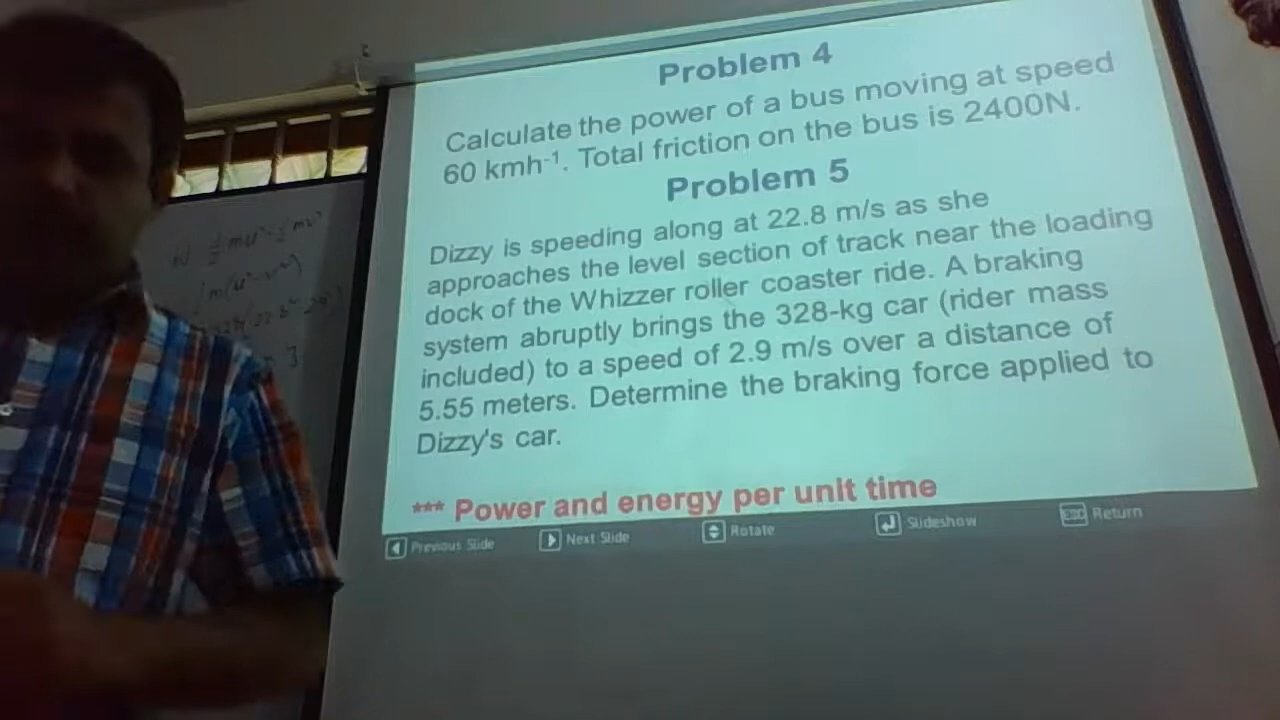 Problem 4
Calculate the power of a bus moving at speed
60 kmh⁻¹. Total friction on the bus is 2400N.
Problem 5
Dizzy is speeding along at 22.8 m/s as she
approaches the level section of track near the loading
dock of the Whizzer roller coaster ride. A braking
system abruptly brings the 328-kg car (rider mass
included) to a speed of 2.9 m/s over a distance of
5.55 meters. Determine the braking force applied to
Dizzy's car.
*** Power and energy per unit time
Previous Slide Next Slide Rotate Slideshow ESC Return